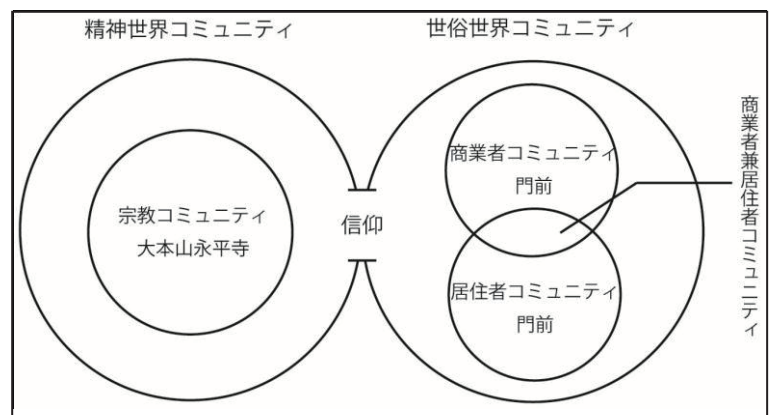 精神世界コミュニティ
世俗世界コミュニティ
宗教コミュニティ
大本山永平寺
信仰
商業者コミュニティ
門前
居住者コミュニティ
門前
商業者兼居住者コミュニティ